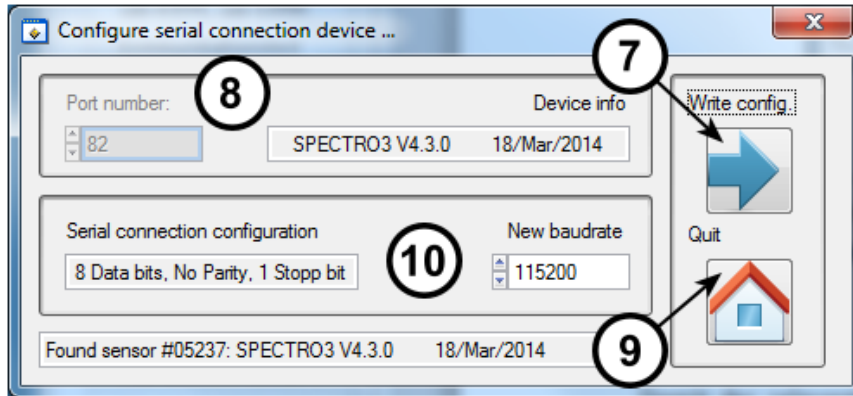 Configure serial connection device ...
7
8
Port number:
Device info
Write config.
82
SPECTRO3 V4.3.0 18/Mar/2014
Serial connection configuration
New baudrate
Quit
10
8 Data bits, No Parity, 1 Stopp bit
115200
Found sensor #05237: SPECTRO3 V4.3.0 18/Mar/2014
9